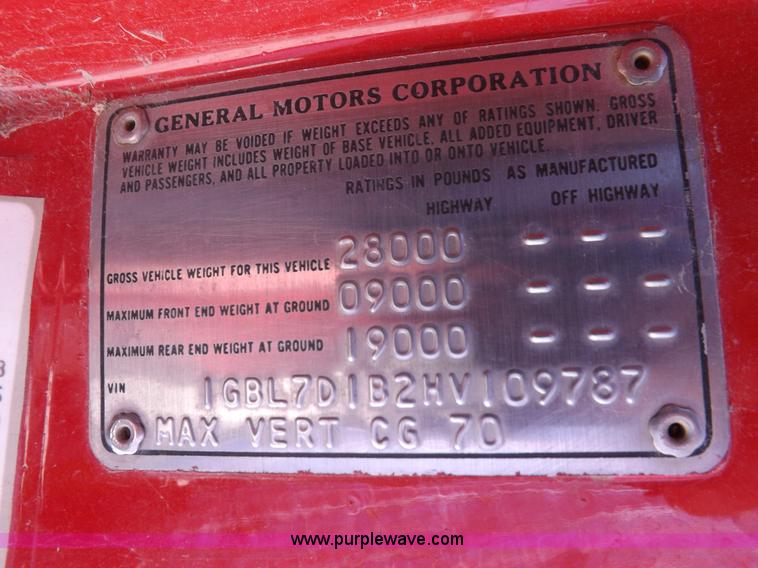 GENERAL MOTORS CORPORATION
WARRANTY MAY BE VOIDED IF WEIGHT EXCEEDS ANY OF RATINGS SHOWN. GROSS
VEHICLE WEIGHT INCLUDES WEIGHT OF BASE VEHICLE, ALL ADDED EQUIPMENT, DRIVER
AND PASSENGERS, AND ALL PROPERTY LOADED INTO OR ONTO VEHICLE.
RATINGS IN POUNDS AS MANUFACTURED
HIGHWAY OFF HIGHWAY
GROSS VEHICLE WEIGHT FOR THIS VEHICLE 28000 - - -
MAXIMUM FRONT END WEIGHT AT GROUND 09000 - - -
MAXIMUM REAR END WEIGHT AT GROUND 19000 - - -
VIN 1GBL7D1B2HV109787
MAX VERT CG 70
www.purplewave.com